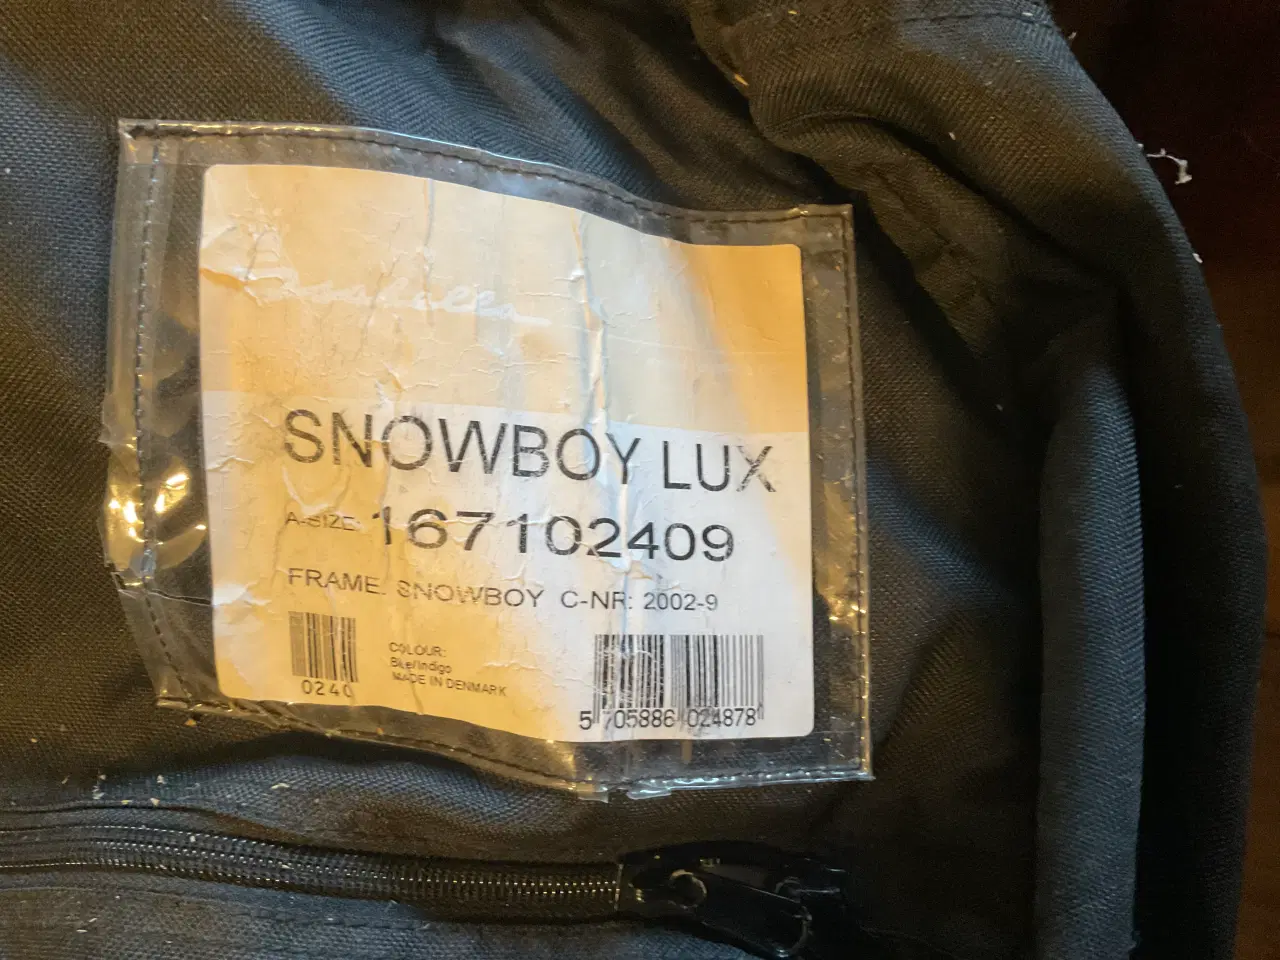 SNOWBOY LUX
A-SIZE: 167102409
FRAME: SNOWBOY C-NR: 2002-9
COLOUR:
Blue/Indigo
MADE IN DENMARK
0240
5 705886 024878